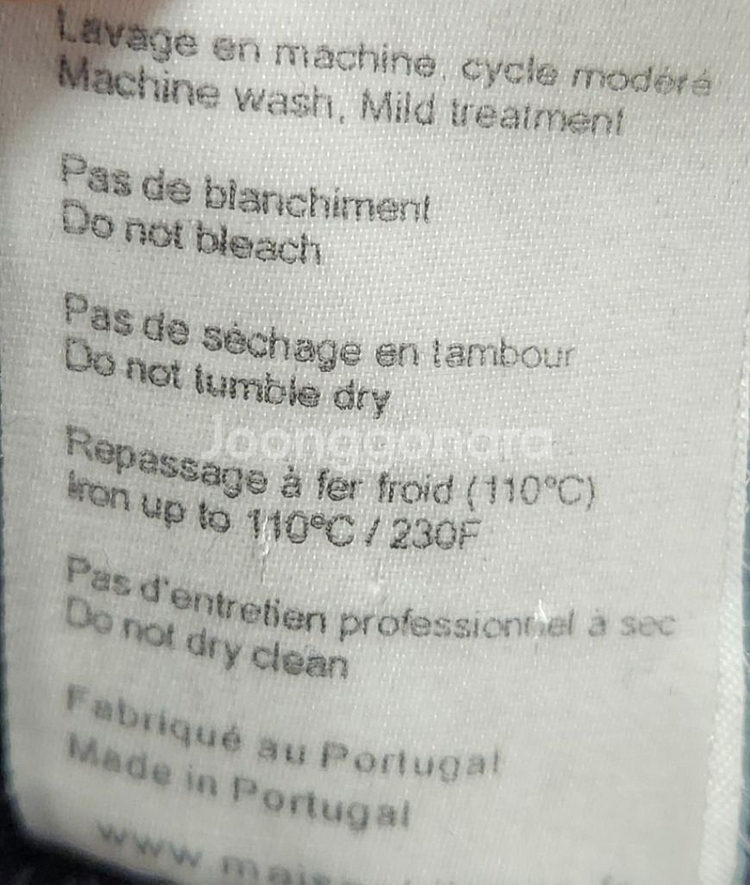 Lavage en machine, cycle modéré
Machine wash, Mild treatment
Pas de blanchiment
Do not bleach
Pas de séchage en tambour
Do not tumble dry
Joonggonara
Repassage à fer froid (110°C)
Iron up to 110°C / 230F
Pas d'entretien professionnel à sec
Do not dry clean
Fabriqué au Portugal
Made in Portugal
www